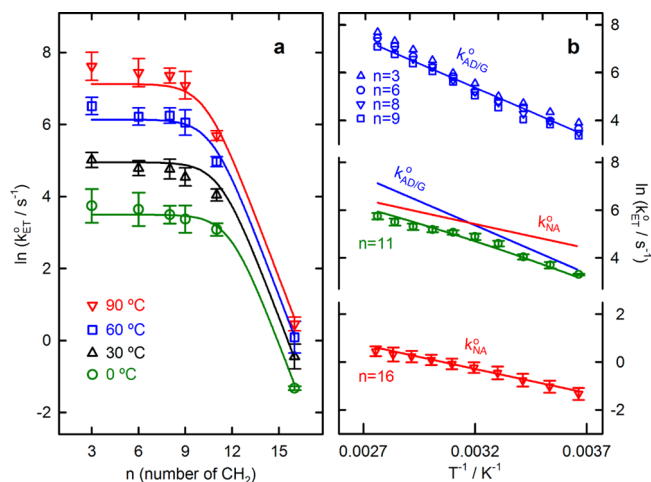 a
ln (k°ET / s⁻¹)
8
6
4
2
0
-2
90 ºC
60 ºC
30 ºC
0 ºC
3 6 9 12 15
n (number of CH₂)
b
k°AD/G
n=3
n=6
n=8
n=9
8
6
4
k°AD/G
k°NA
n=11
8
6
4
k°NA
n=16
2
0
-2
ln (k°ET / s⁻¹)
0.0027 0.0032 0.0037
T⁻¹ / K⁻¹